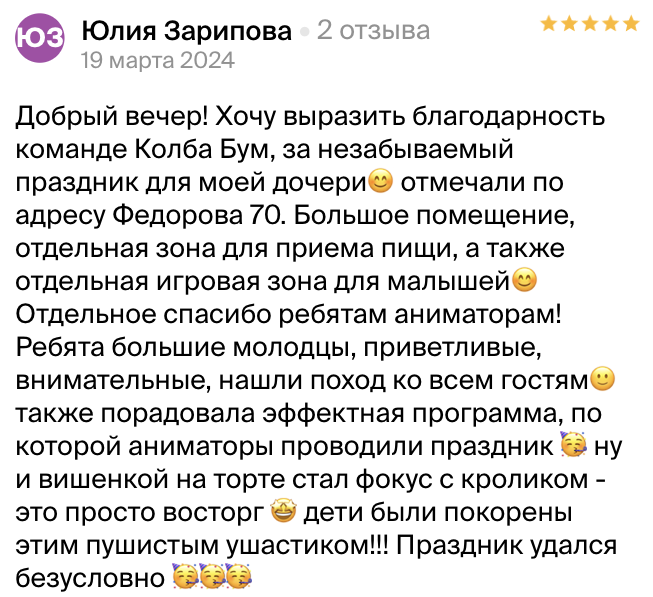 ЮЗ
Юлия Зарипова • 2 отзыва
19 марта 2024
Добрый вечер! Хочу выразить благодарность
команде Колба Бум, за незабываемый
праздник для моей дочери😊 отмечали по
адресу Федорова 70. Большое помещение,
отдельная зона для приема пищи, а также
отдельная игровая зона для малышей😊
Отдельное спасибо ребятам аниматорам!
Ребята большие молодцы, приветливые,
внимательные, нашли поход ко всем гостям🙂
также порадовала эффектная программа, по
которой аниматоры проводили праздник 🥳 ну
и вишенкой на торте стал фокус с кроликом -
это просто восторг 🤩 дети были покорены
этим пушистым ушастиком!!! Праздник удался
безусловно 🥳🥳🥳